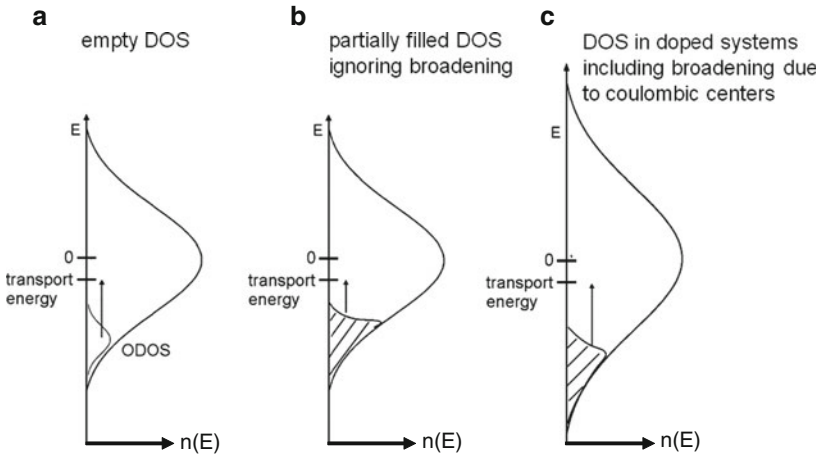 a
empty DOS
E
0
transport
energy
ODOS
n(E)
b
partially filled DOS
ignoring broadening
E
0
transport
energy
n(E)
c
DOS in doped systems
including broadening due
to coulombic centers
E
0
transport
energy
n(E)